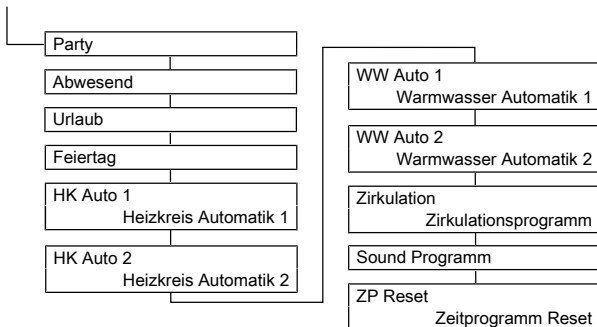 Party
Abwesend
Urlaub
Feiertag
HK Auto 1
Heizkreis Automatik 1
HK Auto 2
Heizkreis Automatik 2
WW Auto 1
Warmwasser Automatik 1
WW Auto 2
Warmwasser Automatik 2
Zirkulation
Zirkulationsprogramm
Sound Programm
ZP Reset
Zeitprogramm Reset